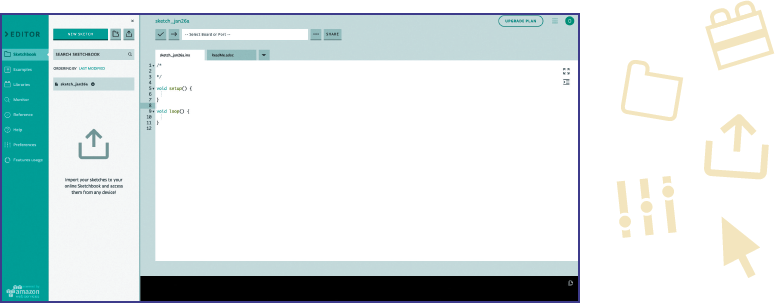 EDITOR
Sketchbook
Examples
Libraries
Monitor
Reference
Help
Preferences
Features usage
amazon
NEW SKETCH
SEARCH SKETCHBOOK
ORDERING BY LAST MODIFIED
sketch_jan26a
Import your sketches to your
online Sketchbook and access
them from any device!
sketch_jan26a
UPGRADE PLAN
-- Select Board or Port --
SHARE
sketch_jan26a.ino
ReadMe.adoc
1 /*
2
3 */
4
5 void setup() {
6
7 }
8
9 void loop() {
10
11 }
12